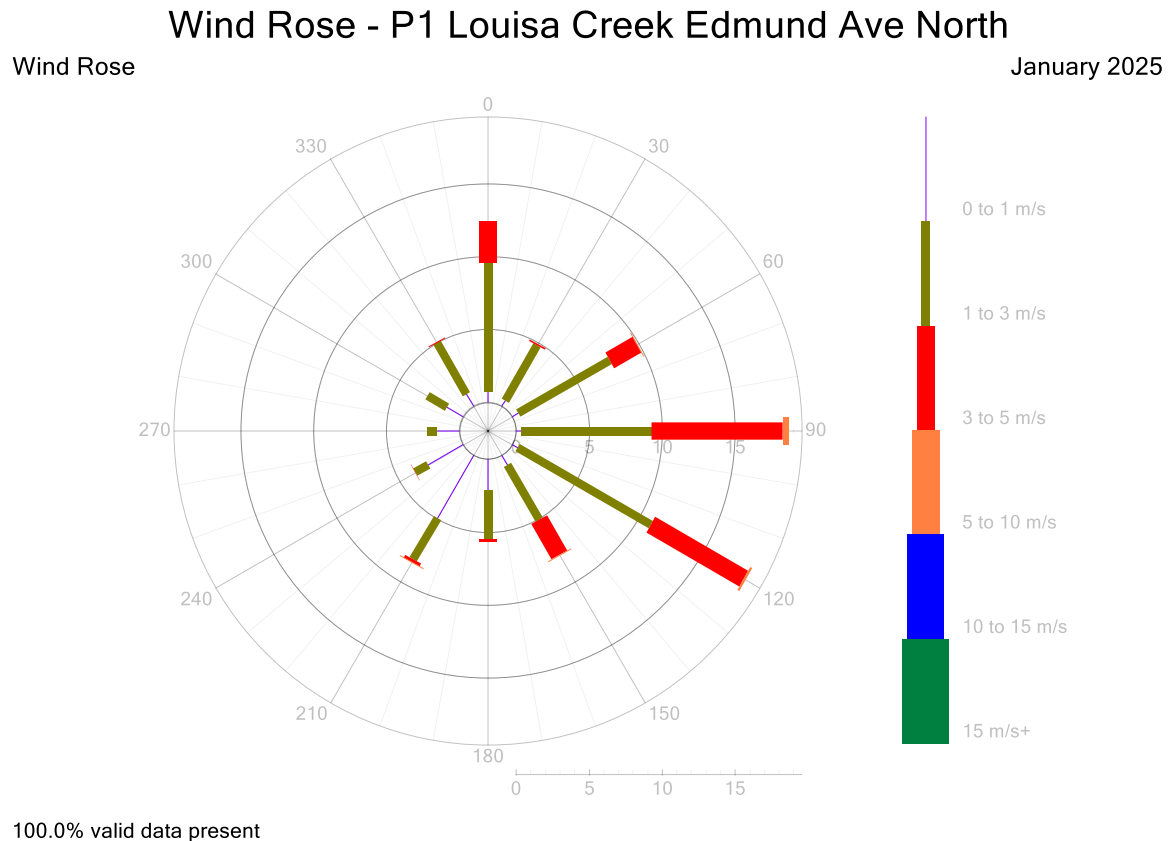 Wind Rose - P1 Louisa Creek Edmund Ave North
Wind Rose
January 2025
0
330
30
300
60
0 to 1 m/s
1 to 3 m/s
3 to 5 m/s
270
90
0 5 10 15
5 to 10 m/s
240
120
10 to 15 m/s
210
150
180
15 m/s+
0 5 10 15
100.0% valid data present